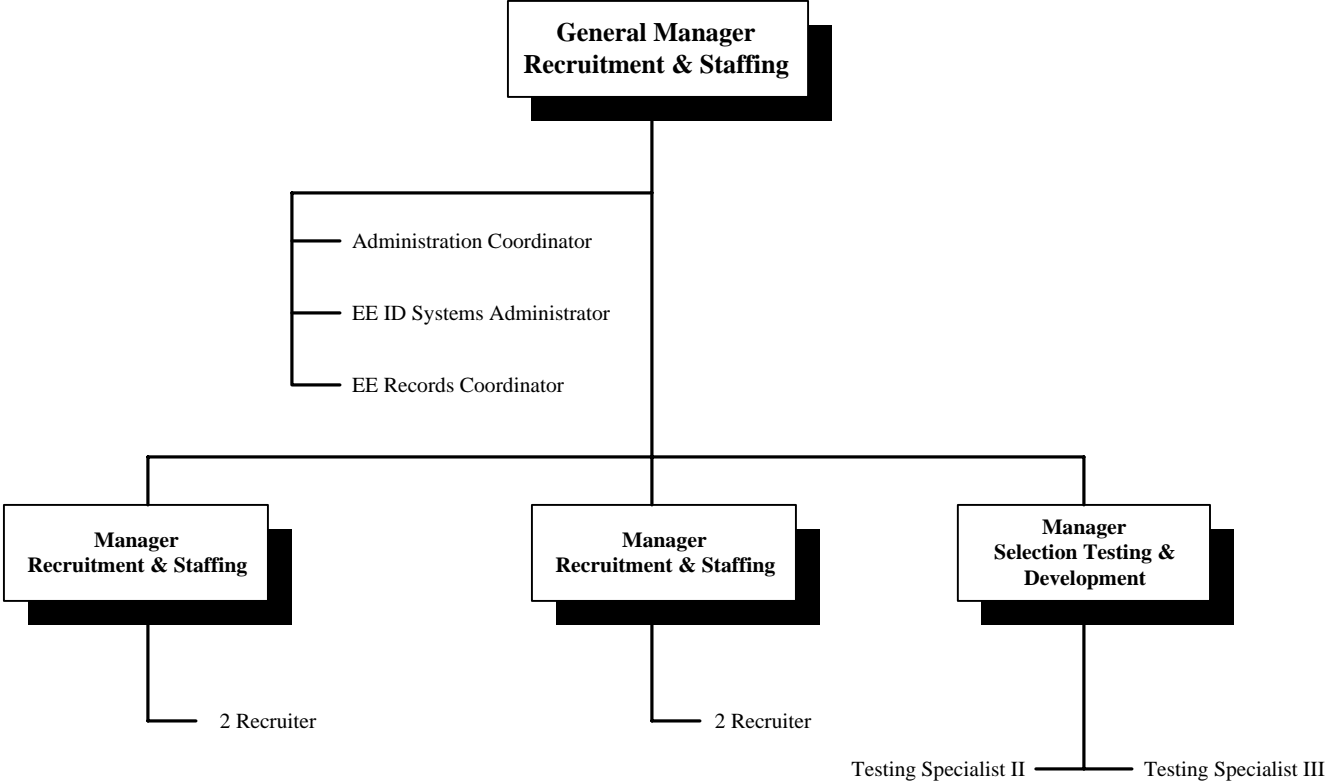 General Manager
Recruitment & Staffing
Administration Coordinator
EE ID Systems Administrator
EE Records Coordinator
Manager
Recruitment & Staffing
Manager
Recruitment & Staffing
Manager
Selection Testing &
Development
2 Recruiter
2 Recruiter
Testing Specialist II
Testing Specialist III